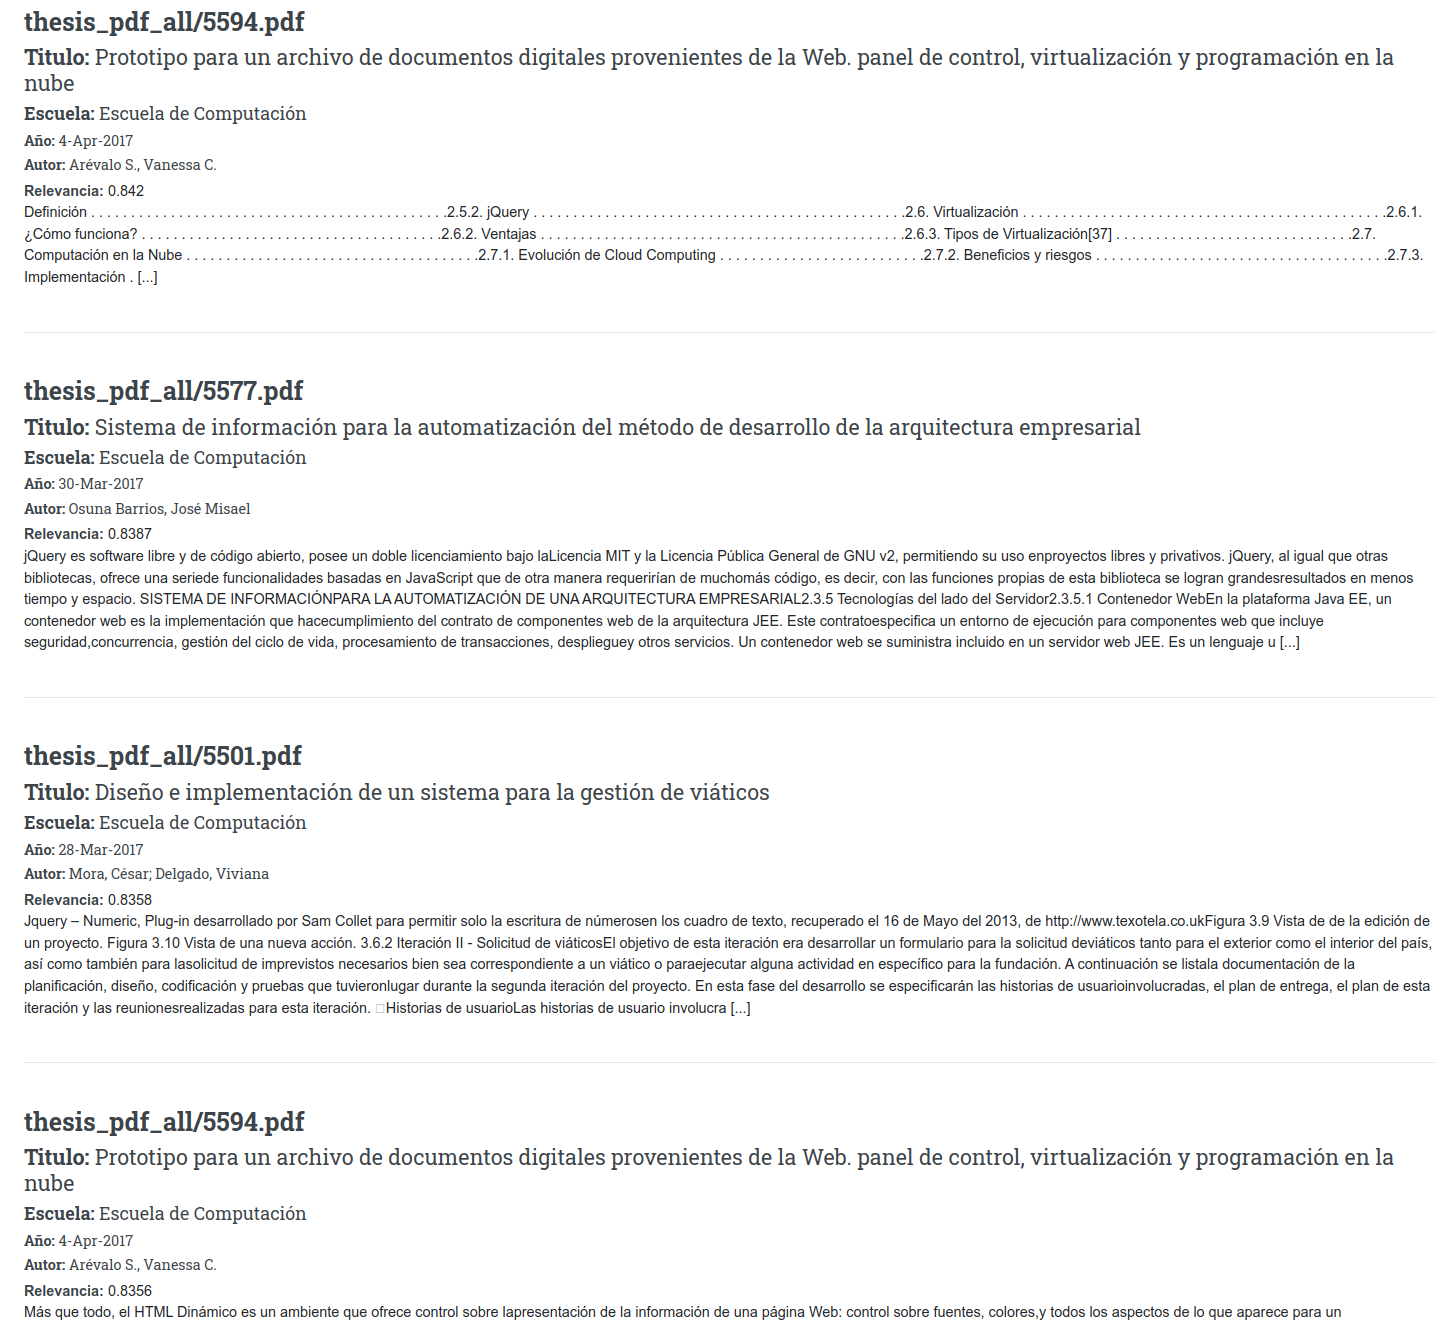 thesis_pdf_all/5594.pdf
Titulo: Prototipo para un archivo de documentos digitales provenientes de la Web. panel de control, virtualización y programación en la
nube
Escuela: Escuela de Computación
Año: 4-Apr-2017
Autor: Arévalo S., Vanessa C.
Relevancia: 0.842
Definición . . . . . . . . . . . . . . . . . . . . . . . . . . . . . . . . . . . . . . . . . . . . .2.5.2. jQuery . . . . . . . . . . . . . . . . . . . . . . . . . . . . . . . . . . . . . . . . . . . . . . .2.6. Virtualización . . . . . . . . . . . . . . . . . . . . . . . . . . . . . . . . . . . . . . . . . . . . . .2.6.1.
¿Cómo funciona? . . . . . . . . . . . . . . . . . . . . . . . . . . . . . . . . . . . . . .2.6.2. Ventajas . . . . . . . . . . . . . . . . . . . . . . . . . . . . . . . . . . . . . . . . . . . . . .2.6.3. Tipos de Virtualización[37] . . . . . . . . . . . . . . . . . . . . . . . . . . . . . .2.7.
Computación en la Nube . . . . . . . . . . . . . . . . . . . . . . . . . . . . . . . . . . . . .2.7.1. Evolución de Cloud Computing . . . . . . . . . . . . . . . . . . . . . . . . . .2.7.2. Beneficios y riesgos . . . . . . . . . . . . . . . . . . . . . . . . . . . . . . . . . . . . .2.7.3.
Implementación . [...]
thesis_pdf_all/5577.pdf
Titulo: Sistema de información para la automatización del método de desarrollo de la arquitectura empresarial
Escuela: Escuela de Computación
Año: 30-Mar-2017
Autor: Osuna Barrios, José Misael
Relevancia: 0.8387
jQuery es software libre y de código abierto, posee un doble licenciamiento bajo laLicencia MIT y la Licencia Pública General de GNU v2, permitiendo su uso enproyectos libres y privativos. jQuery, al igual que otras
bibliotecas, ofrece una seriede funcionalidades basadas en JavaScript que de otra manera requerirían de muchomás código, es decir, con las funciones propias de esta biblioteca se logran grandesresultados en menos
tiempo y espacio. SISTEMA DE INFORMACIÓNPARA LA AUTOMATIZACIÓN DE UNA ARQUITECTURA EMPRESARIAL2.3.5 Tecnologías del lado del Servidor2.3.5.1 Contenedor WebEn la plataforma Java EE, un
contenedor web es la implementación que hacecumplimiento del contrato de componentes web de la arquitectura JEE. Este contratoespecifica un entorno de ejecución para componentes web que incluye
seguridad,concurrencia, gestión del ciclo de vida, procesamiento de transacciones, desplieguey otros servicios. Un contenedor web se suministra incluido en un servidor web JEE. Es un lenguaje u [...]
thesis_pdf_all/5501.pdf
Titulo: Diseño e implementación de un sistema para la gestión de viáticos
Escuela: Escuela de Computación
Año: 28-Mar-2017
Autor: Mora, César; Delgado, Viviana
Relevancia: 0.8358
Jquery – Numeric, Plug-in desarrollado por Sam Collet para permitir solo la escritura de númerosen los cuadro de texto, recuperado el 16 de Mayo del 2013, de http://www.texotela.co.ukFigura 3.9 Vista de de la edición de
un proyecto. Figura 3.10 Vista de una nueva acción. 3.6.2 Iteración II - Solicitud de viáticosEl objetivo de esta iteración era desarrollar un formulario para la solicitud deviáticos tanto para el exterior como el interior del país,
así como también para lasolicitud de imprevistos necesarios bien sea correspondiente a un viático o paraejecutar alguna actividad en específico para la fundación. A continuación se listala documentación de la
planificación, diseño, codificación y pruebas que tuvieronlugar durante la segunda iteración del proyecto. En esta fase del desarrollo se especificarán las historias de usuarioinvolucradas, el plan de entrega, el plan de esta
iteración y las reunionesrealizadas para esta iteración. Historias de usuarioLas historias de usuario involucra [...]
thesis_pdf_all/5594.pdf
Titulo: Prototipo para un archivo de documentos digitales provenientes de la Web. panel de control, virtualización y programación en la
nube
Escuela: Escuela de Computación
Año: 4-Apr-2017
Autor: Arévalo S., Vanessa C.
Relevancia: 0.8356
Más que todo, el HTML Dinámico es un ambiente que ofrece control sobre lapresentación de la información de una página Web: control sobre fuentes, colores,y todos los aspectos de lo que aparece para un